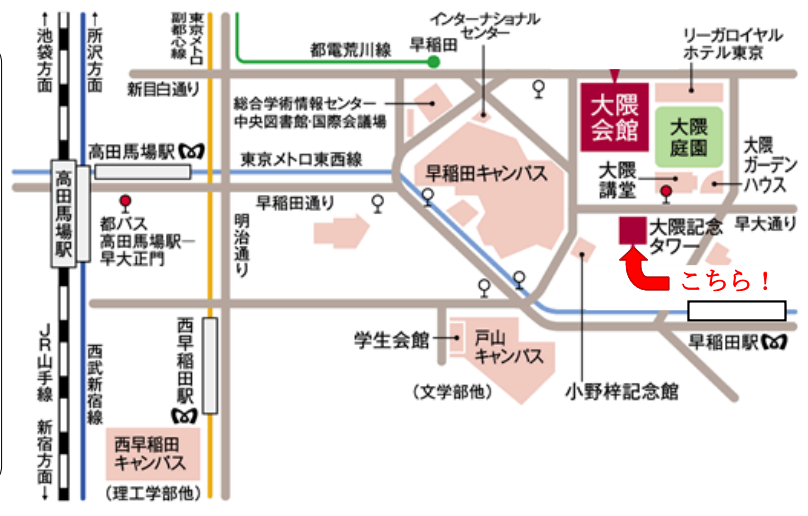 ↑池袋方面
↑所沢方面
東京メトロ
副都心線
都電荒川線
早稲田
インターナショナル
センター
リーガロイヤル
ホテル東京
新目白通り
総合学術情報センター
中央図書館・国際会議場
大隈
会館
大隈
庭園
高田馬場駅
東京メトロ東西線
早稲田キャンパス
大隈
講堂
大隈
ガーデン
ハウス
高田馬場駅
都バス
高田馬場駅―
早大正門
早稲田通り
明治通り
大隈記念
タワー
早大通り
こちら！
西早稲田駅
学生会館
戸山
キャンパス
(文学部他)
小野梓記念館
早稲田駅
JR山手線 新宿方面↓
西武新宿線
西早稲田
キャンパス
(理工学部他)